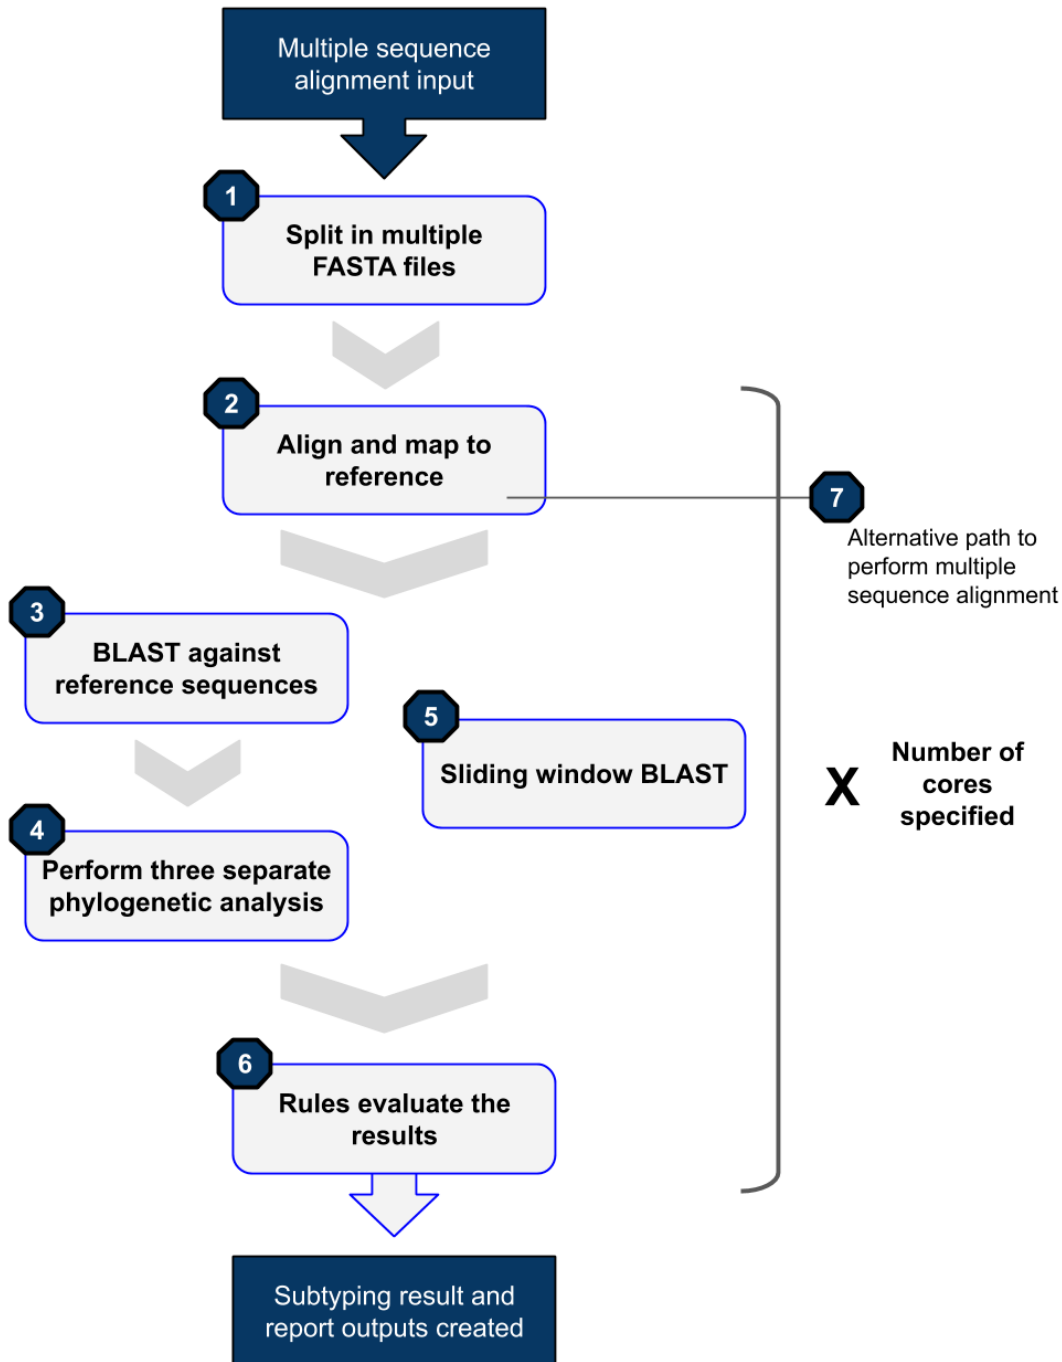 Multiple sequence
alignment input
1
Split in multiple
FASTA files
2
Align and map to
reference
7
Alternative path to
perform multiple
sequence alignment
3
BLAST against
reference sequences
5
Sliding window BLAST
X
Number of
cores
specified
4
Perform three separate
phylogenetic analysis
6
Rules evaluate the
results
Subtyping result and
report outputs created